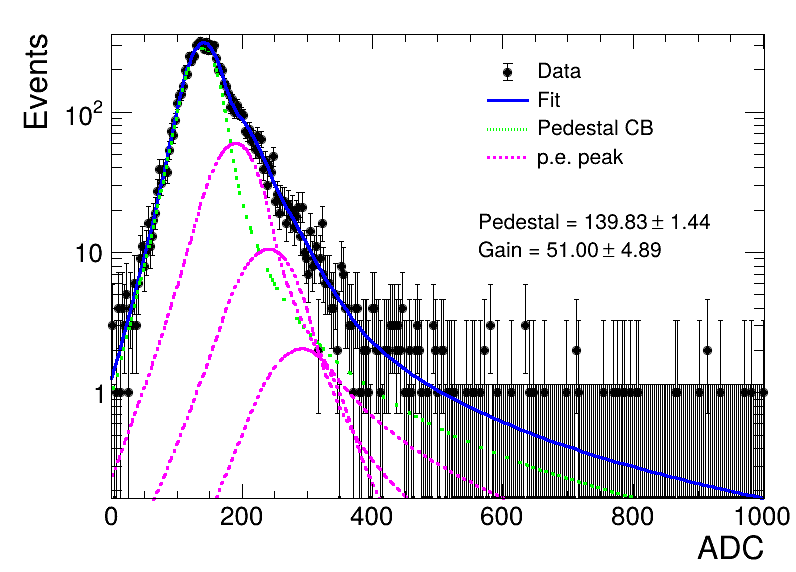 Events
10²
10
1
Data
Fit
Pedestal CB
p.e. peak
Pedestal = 139.83 ± 1.44
Gain = 51.00 ± 4.89
0 200 400 600 800 1000
ADC